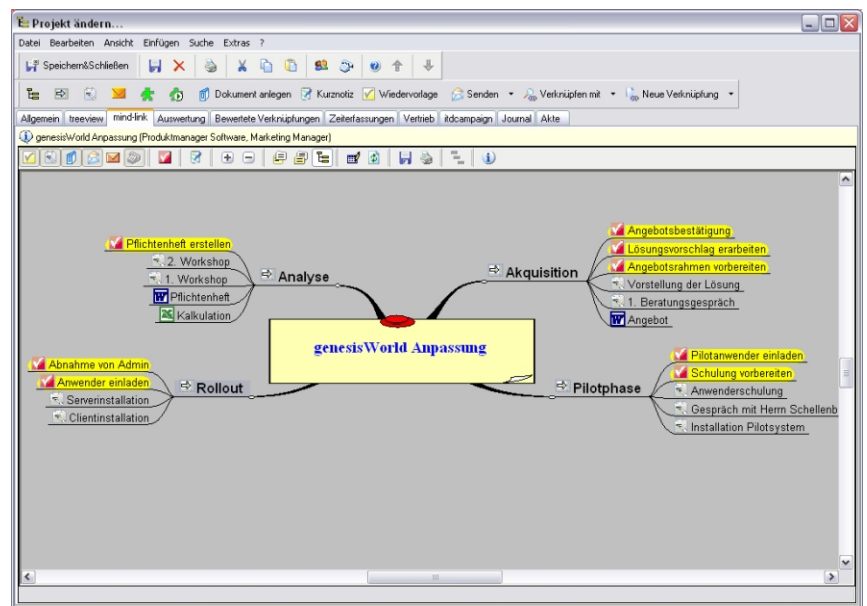 Projekt ändern...
Datei Bearbeiten Ansicht Einfügen Suche Extras ?
Speichern&Schließen
Dokument anlegen Kurznotiz Wiedervorlage Senden Verknüpfen mit Neue Verknüpfung
Allgemein treeview mind-link Auswertung Bewertete Verknüpfungen Zeiterfassungen Vertrieb itdcampaign Journal Akte
genesisWorld Anpassung (Produktmanager Software, Marketing Manager)
Pflichtenheft erstellen
2. Workshop
1. Workshop
Pflichtenheft
Kalkulation
Analyse
Akquisition
Angebotsbestätigung
Lösungsvorschlag erarbeiten
Angebotsrahmen vorbereiten
Vorstellung der Lösung
1. Beratungsgespräch
Angebot
genesisWorld Anpassung
Abnahme von Admin
Anwender einladen
Serverinstallation
Clientinstallation
Rollout
Pilotphase
Pilotanwender einladen
Schulung vorbereiten
Anwenderschulung
Gespräch mit Herrn Schellenb
Installation Pilotsystem